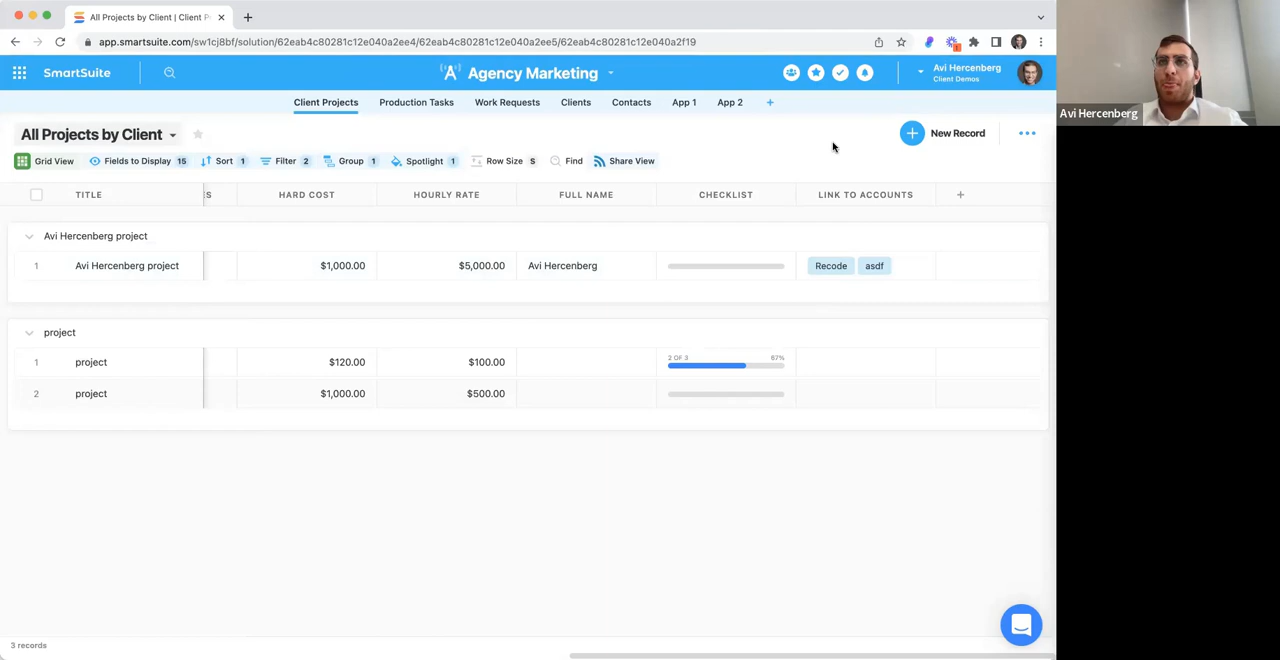 All Projects by Client | Client P
app.smartsuite.com/sw1cj8bf/solution/62eab4c80281c12e040a2ee4/62eab4c80281c12e040a2ee5/62eab4c80281c12e040a2f19
SmartSuite
Agency Marketing
Avi Hercenberg
Client Demos
Avi Hercenberg
Client Projects Production Tasks Work Requests Clients Contacts App 1 App 2
All Projects by Client
New Record
Grid View Fields to Display 15 Sort 1 Filter 2 Group 1 Spotlight 1 Row Size S Find Share View
TITLE ES HARD COST HOURLY RATE FULL NAME CHECKLIST LINK TO ACCOUNTS
Avi Hercenberg project
1 Avi Hercenberg project $1,000.00 $5,000.00 Avi Hercenberg Recode asdf
project
1 project $120.00 $100.00 2 OF 3 67%
2 project $1,000.00 $500.00
3 records